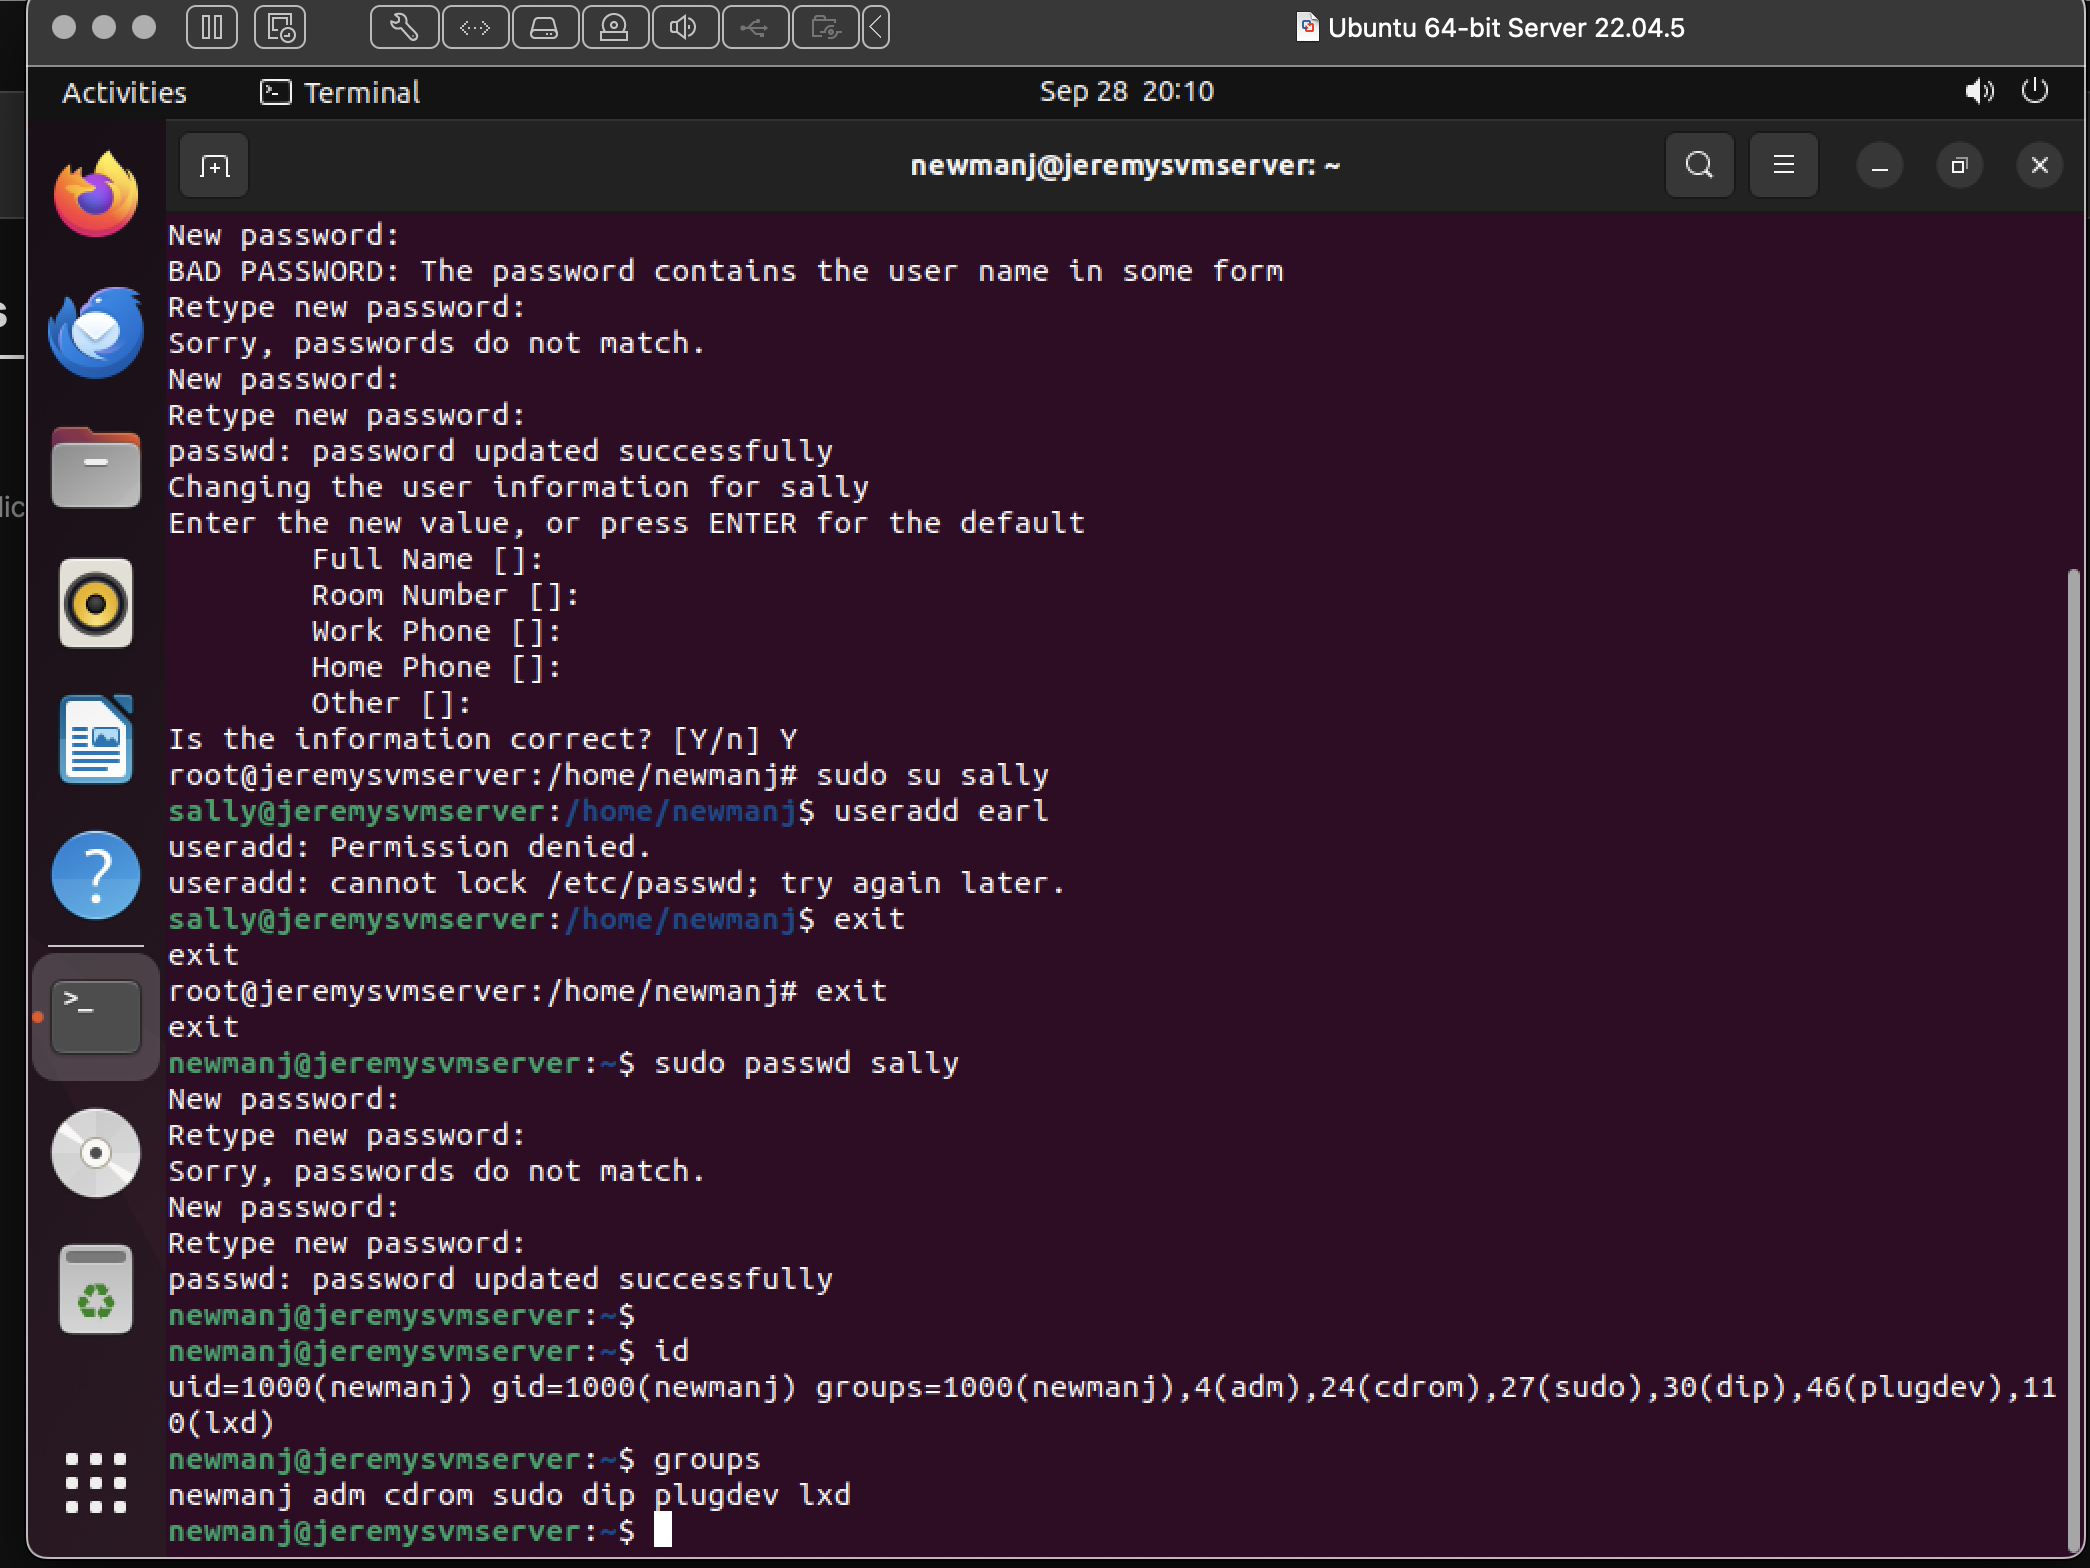 Ubuntu 64-bit Server 22.04.5
Activities
Terminal
Sep 28 20:10
newmanj@jeremysvmserver: ~
New password:
BAD PASSWORD: The password contains the user name in some form
Retype new password:
Sorry, passwords do not match.
New password:
Retype new password:
passwd: password updated successfully
Changing the user information for sally
Enter the new value, or press ENTER for the default
Full Name []:
Room Number []:
Work Phone []:
Home Phone []:
Other []:
Is the information correct? [Y/n] Y
root@jeremysvmserver:/home/newmanj# sudo su sally
sally@jeremysvmserver:/home/newmanj$ useradd earl
useradd: Permission denied.
useradd: cannot lock /etc/passwd; try again later.
sally@jeremysvmserver:/home/newmanj$ exit
exit
root@jeremysvmserver:/home/newmanj# exit
exit
newmanj@jeremysvmserver:~$ sudo passwd sally
New password:
Retype new password:
Sorry, passwords do not match.
New password:
Retype new password:
passwd: password updated successfully
newmanj@jeremysvmserver:~$
newmanj@jeremysvmserver:~$ id
uid=1000(newmanj) gid=1000(newmanj) groups=1000(newmanj),4(adm),24(cdrom),27(sudo),30(dip),46(plugdev),11
0(lxd)
newmanj@jeremysvmserver:~$ groups
newmanj adm cdrom sudo dip plugdev lxd
newmanj@jeremysvmserver:~$